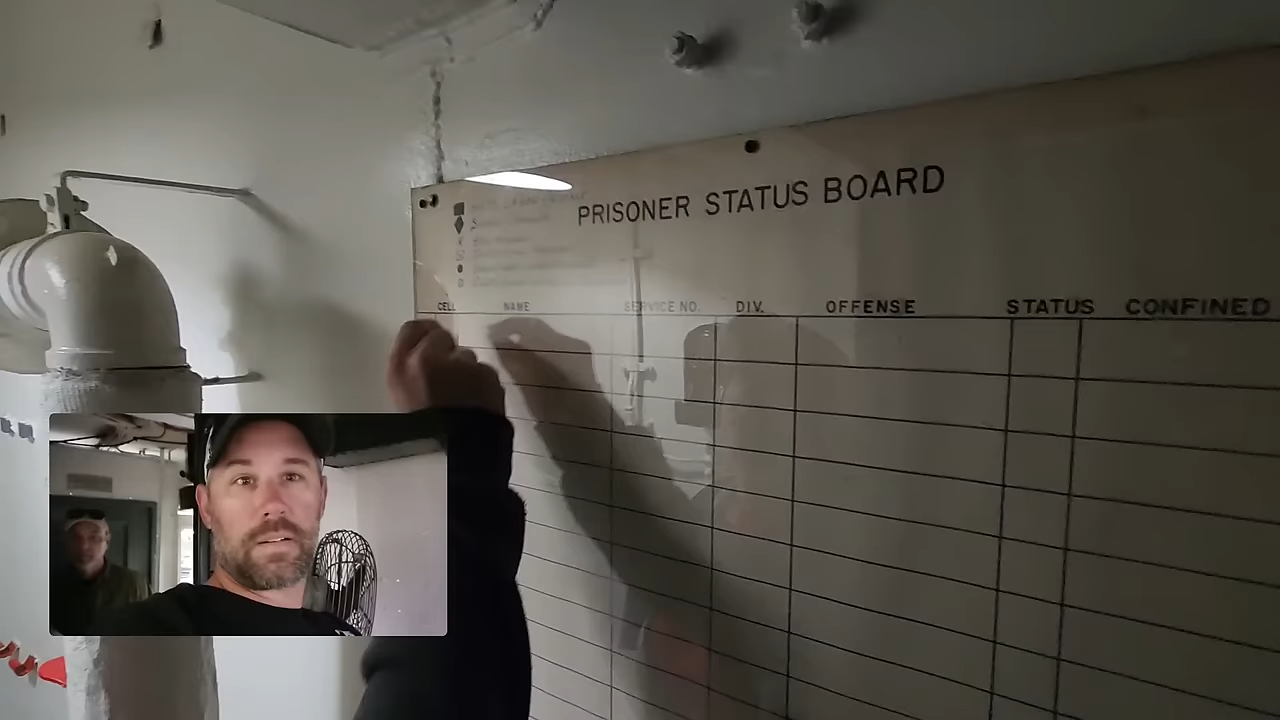 PRISONER STATUS BOARD
CELL NAME SERVICE NO. DIV. OFFENSE STATUS CONFINED